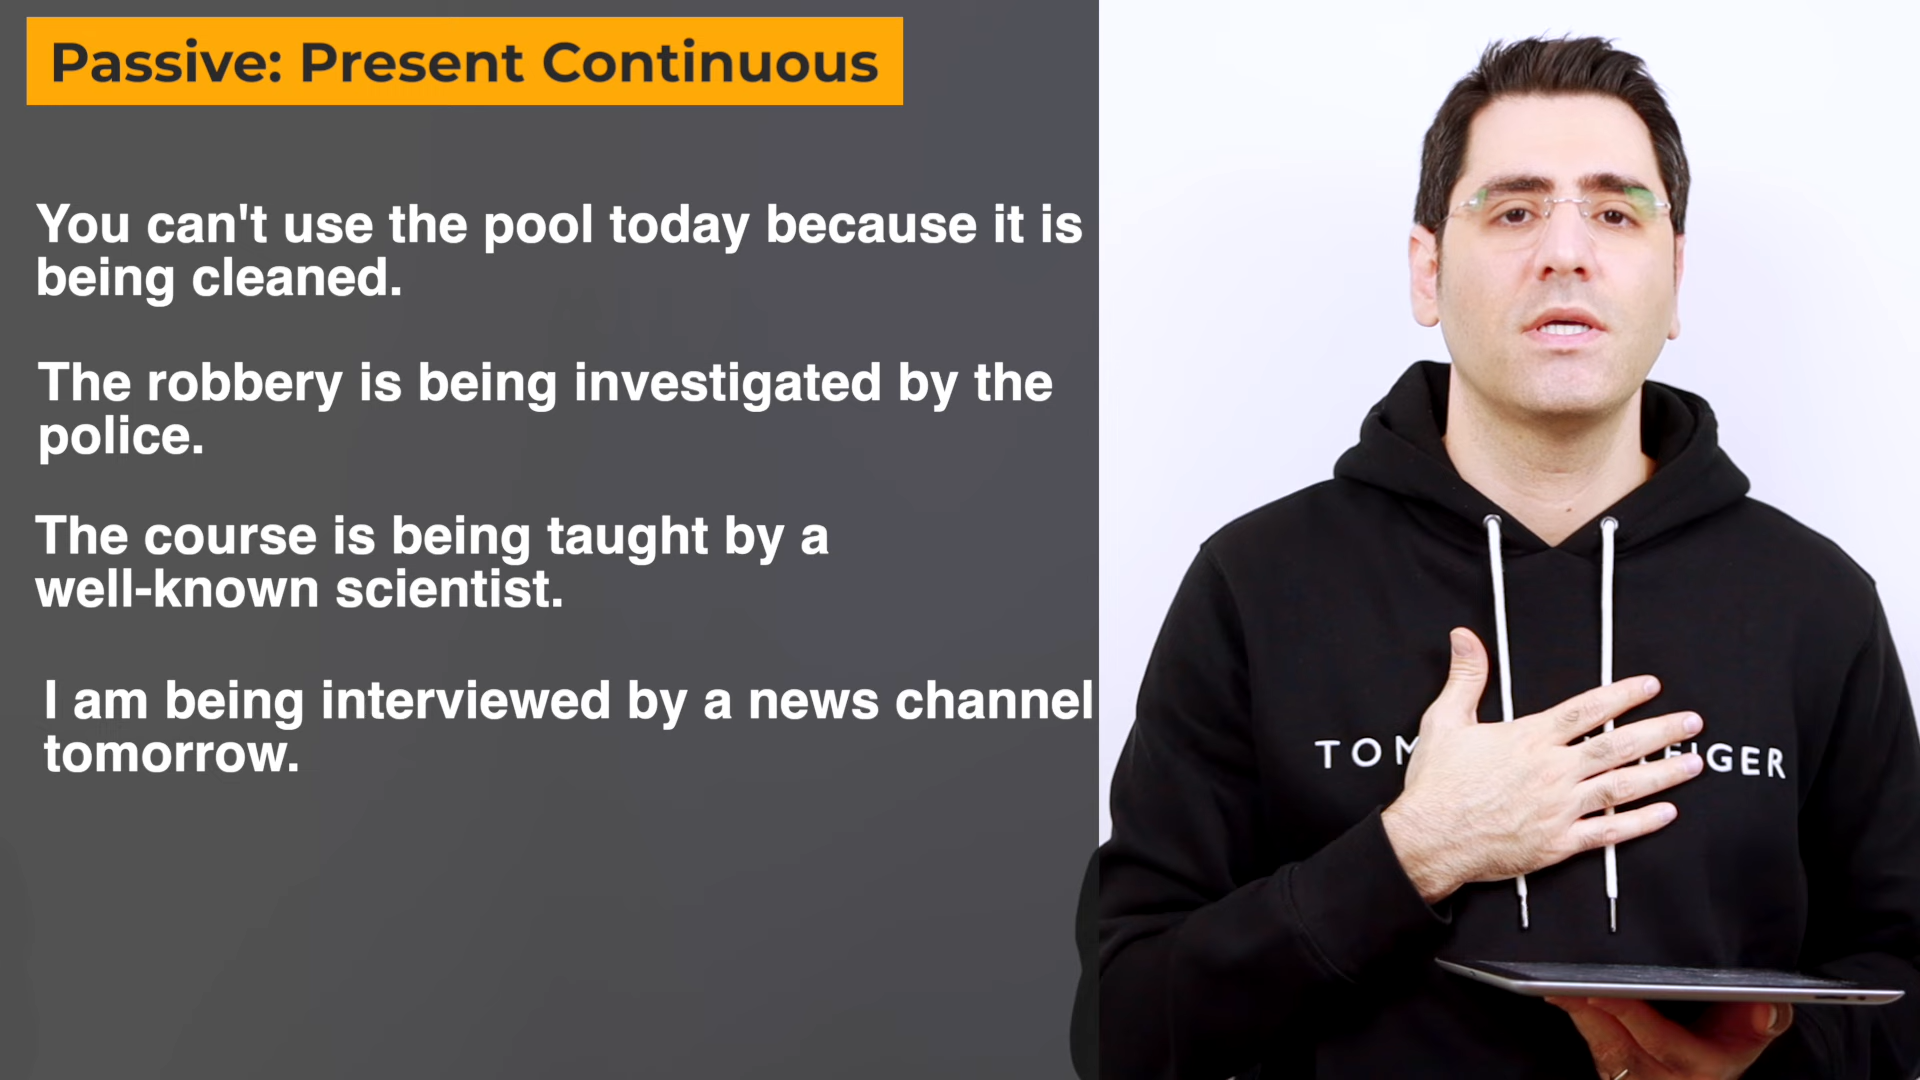 Passive: Present Continuous
You can't use the pool today because it is
being cleaned.
The robbery is being investigated by the
police.
The course is being taught by a
well-known scientist.
I am being interviewed by a news channel
tomorrow.